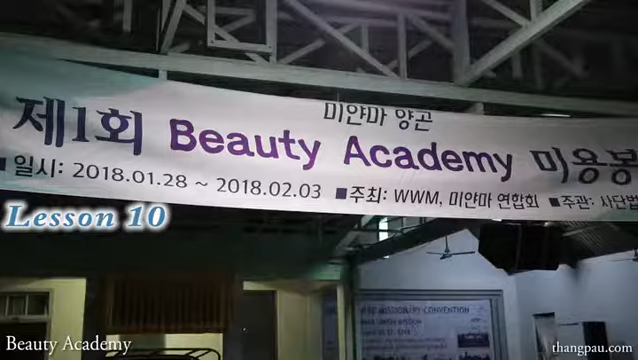 미얀마 양곤
제1회 Beauty Academy 미용봉
■일시: 2018.01.28 ~ 2018.02.03 ■주최: WWM, 미얀마 연합회 ■주관: 사단법
Lesson 10
MISSIONARY CONVENTION
Beauty Academy
thangpau.com